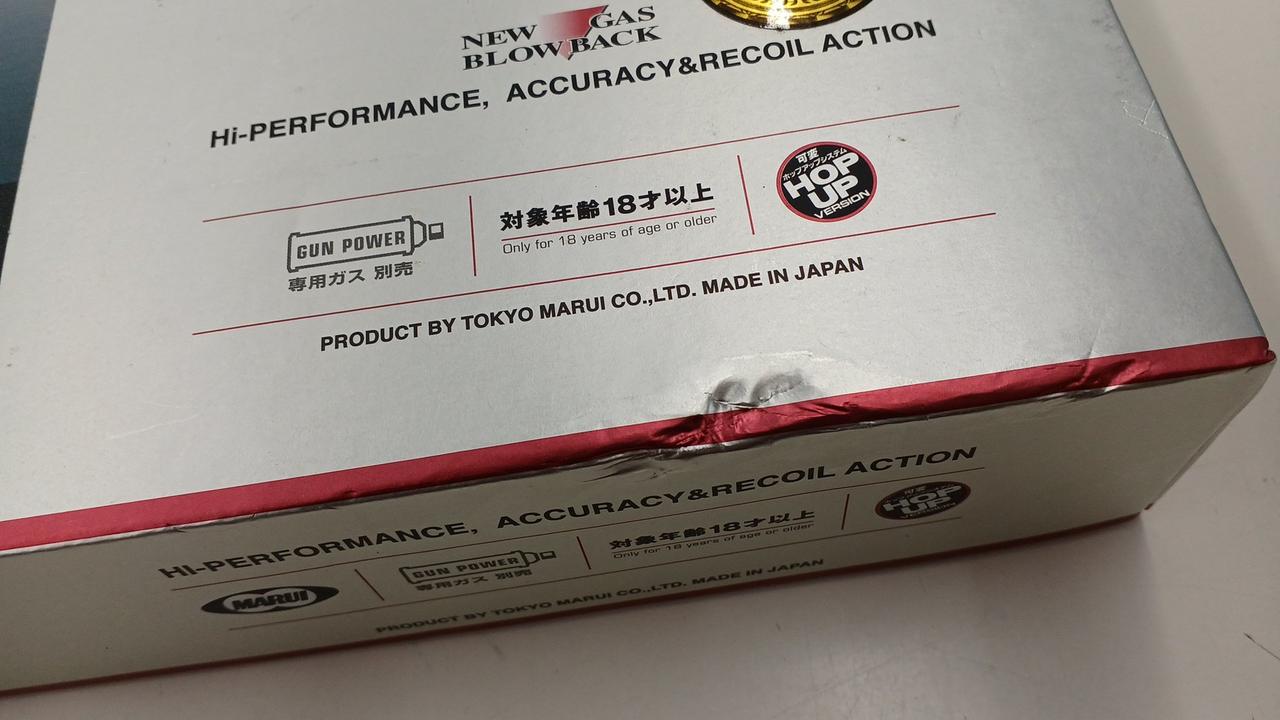 NEW GAS
BLOWBACK
Hi-PERFORMANCE, ACCURACY&RECOIL ACTION
GUN POWER
専用ガス 別売
対象年齢18才以上
Only for 18 years of age or older
可変
ホップアップシステム
HOP
UP
VERSION
PRODUCT BY TOKYO MARUI CO.,LTD. MADE IN JAPAN
HI-PERFORMANCE, ACCURACY&RECOIL ACTION
MARUI
GUN POWER
専用ガス 別売
対象年齢18才以上
Only for 18 years of age or older
可変
HOP
UP
VERSION
PRODUCT BY TOKYO MARUI CO.,LTD. MADE IN JAPAN